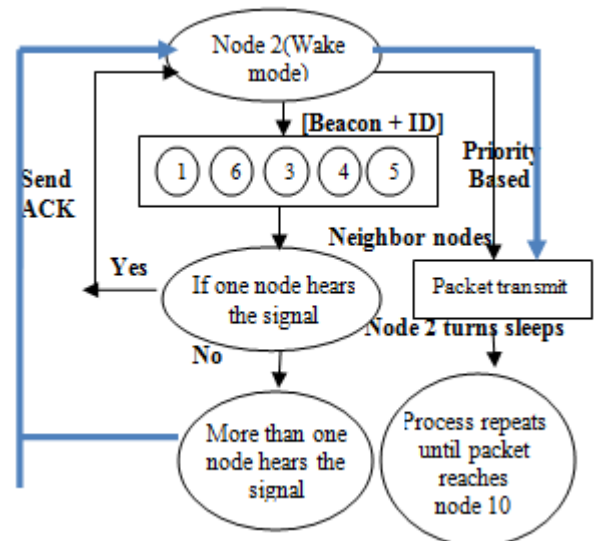 Node 2(Wake
mode)
[Beacon + ID]
Priority
Based
1 6 3 4 5
Send
ACK
Neighbor nodes
Yes
If one node hears
the signal
Packet transmit
Node 2 turns sleeps
No
More than one
node hears the
signal
Process repeats
until packet
reaches
node 10